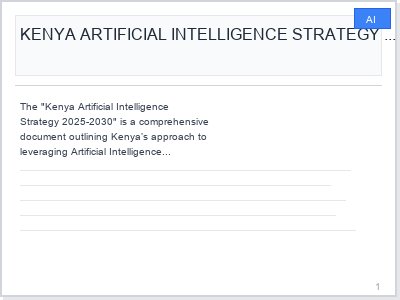 AI
KENYA ARTIFICIAL INTELLIGENCE STRATEGY ...
The "Kenya Artificial Intelligence
Strategy 2025-2030" is a comprehensive
document outlining Kenya's approach to
leveraging Artificial Intelligence...
1